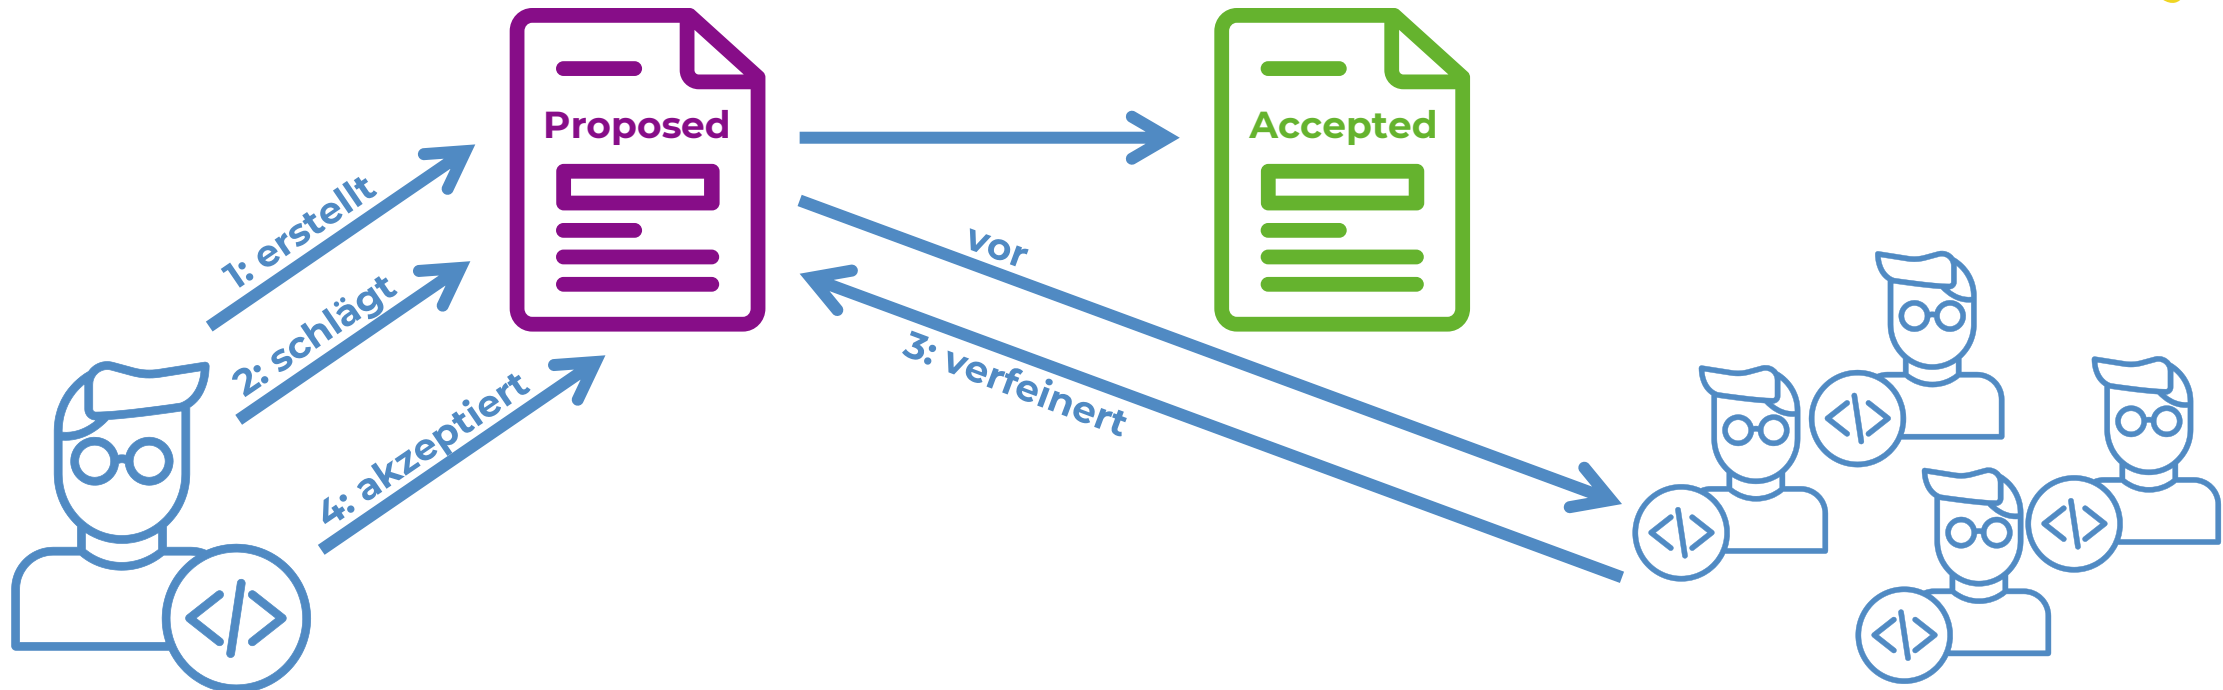 Proposed
Accepted
1: erstellt
2: schlägt
vor
3: verfeinert
4: akzeptiert